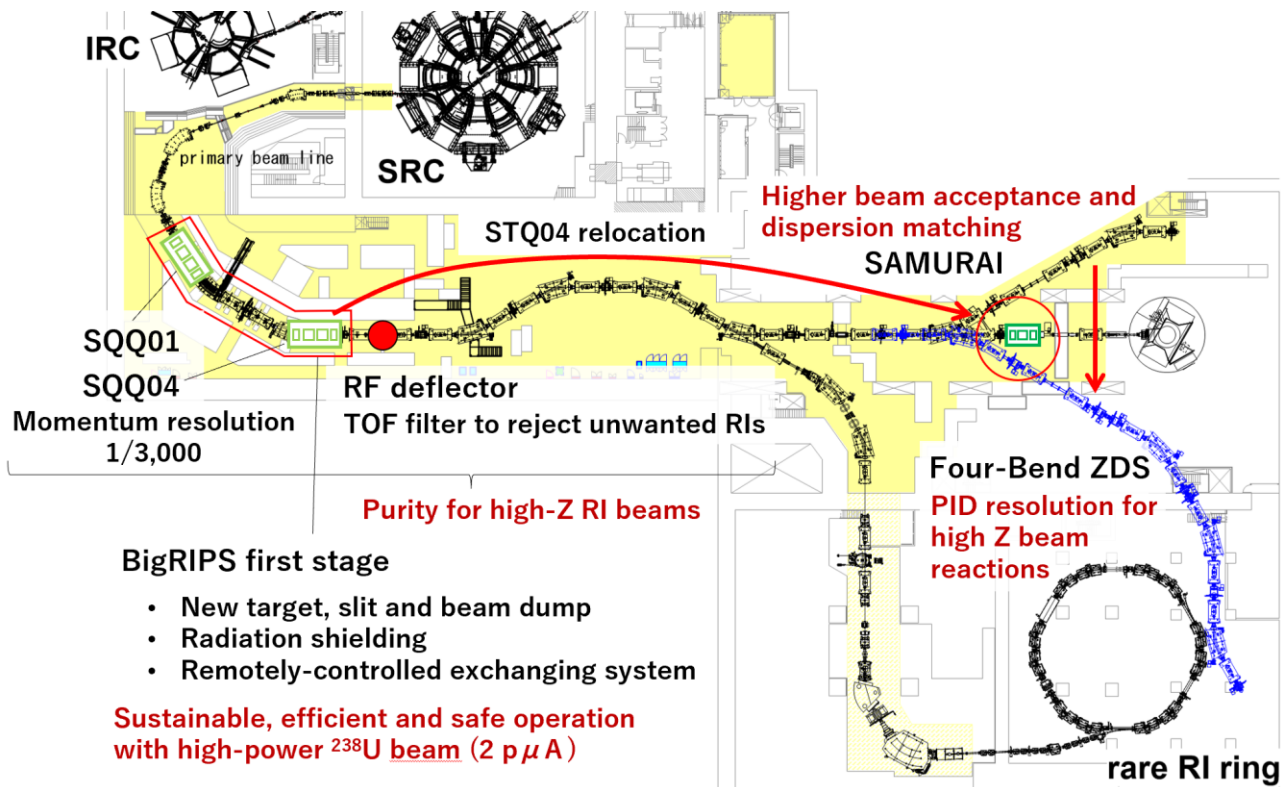 IRC
primary beam line
SRC
Higher beam acceptance and
dispersion matching
STQ04 relocation
SAMURAI
SQQ01
SQQ04
Momentum resolution
1/3,000
RF deflector
TOF filter to reject unwanted RIs
Purity for high-Z RI beams
Four-Bend ZDS
PID resolution for
high Z beam
reactions
BigRIPS first stage
• New target, slit and beam dump
• Radiation shielding
• Remotely-controlled exchanging system
Sustainable, efficient and safe operation
with high-power ²³⁸U beam (2 pμA)
rare RI ring